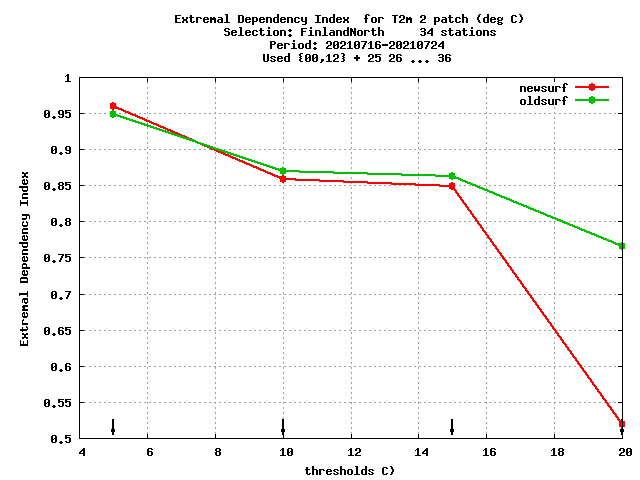 Extremal Dependency Index  for T2m 2 patch (deg C)
Selection: FinlandNorth     34 stations
Period: 20210716-20210724
Used {00,12} + 25 26 ... 36
newsurf
oldsurf
Extremal Dependency Index
1
0.95
0.9
0.85
0.8
0.75
0.7
0.65
0.6
0.55
0.5
4 6 8 10 12 14 16 18 20
thresholds C)